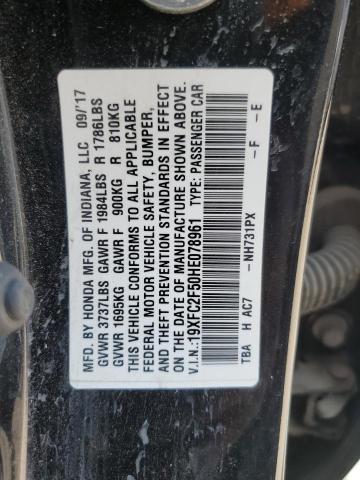 MFD. BY HONDA MFG. OF INDIANA, LLC 09/'17
GVWR 3737LBS GAWR F 1984LBS R 1786LBS
GVWR 1695KG GAWR F 900KG R 810KG
THIS VEHICLE CONFORMS TO ALL APPLICABLE
FEDERAL MOTOR VEHICLE SAFETY, BUMPER,
AND THEFT PREVENTION STANDARDS IN EFFECT
ON THE DATE OF MANUFACTURE SHOWN ABOVE.
V.I.N.:19XFC2F50HE078961 TYPE: PASSENGER CAR
TBA H AC7 -NH731PX -F -E